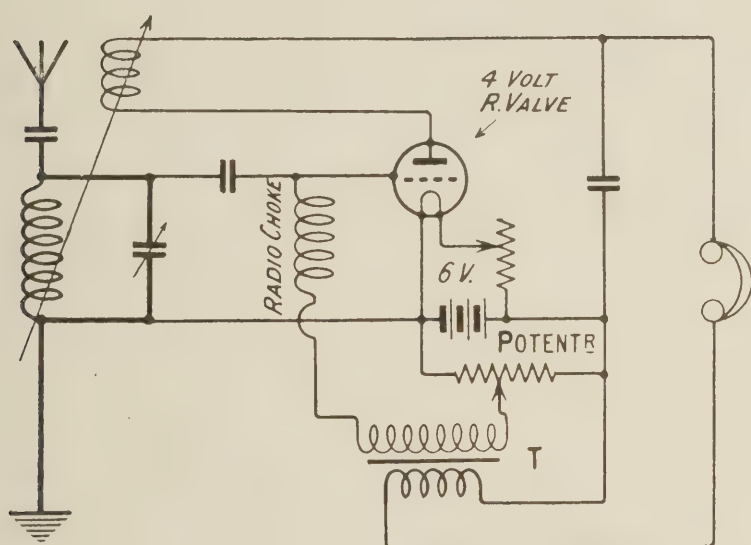 4 VOLT
R. VALVE
RADIO CHOKE
6 V.
POTENTR
T